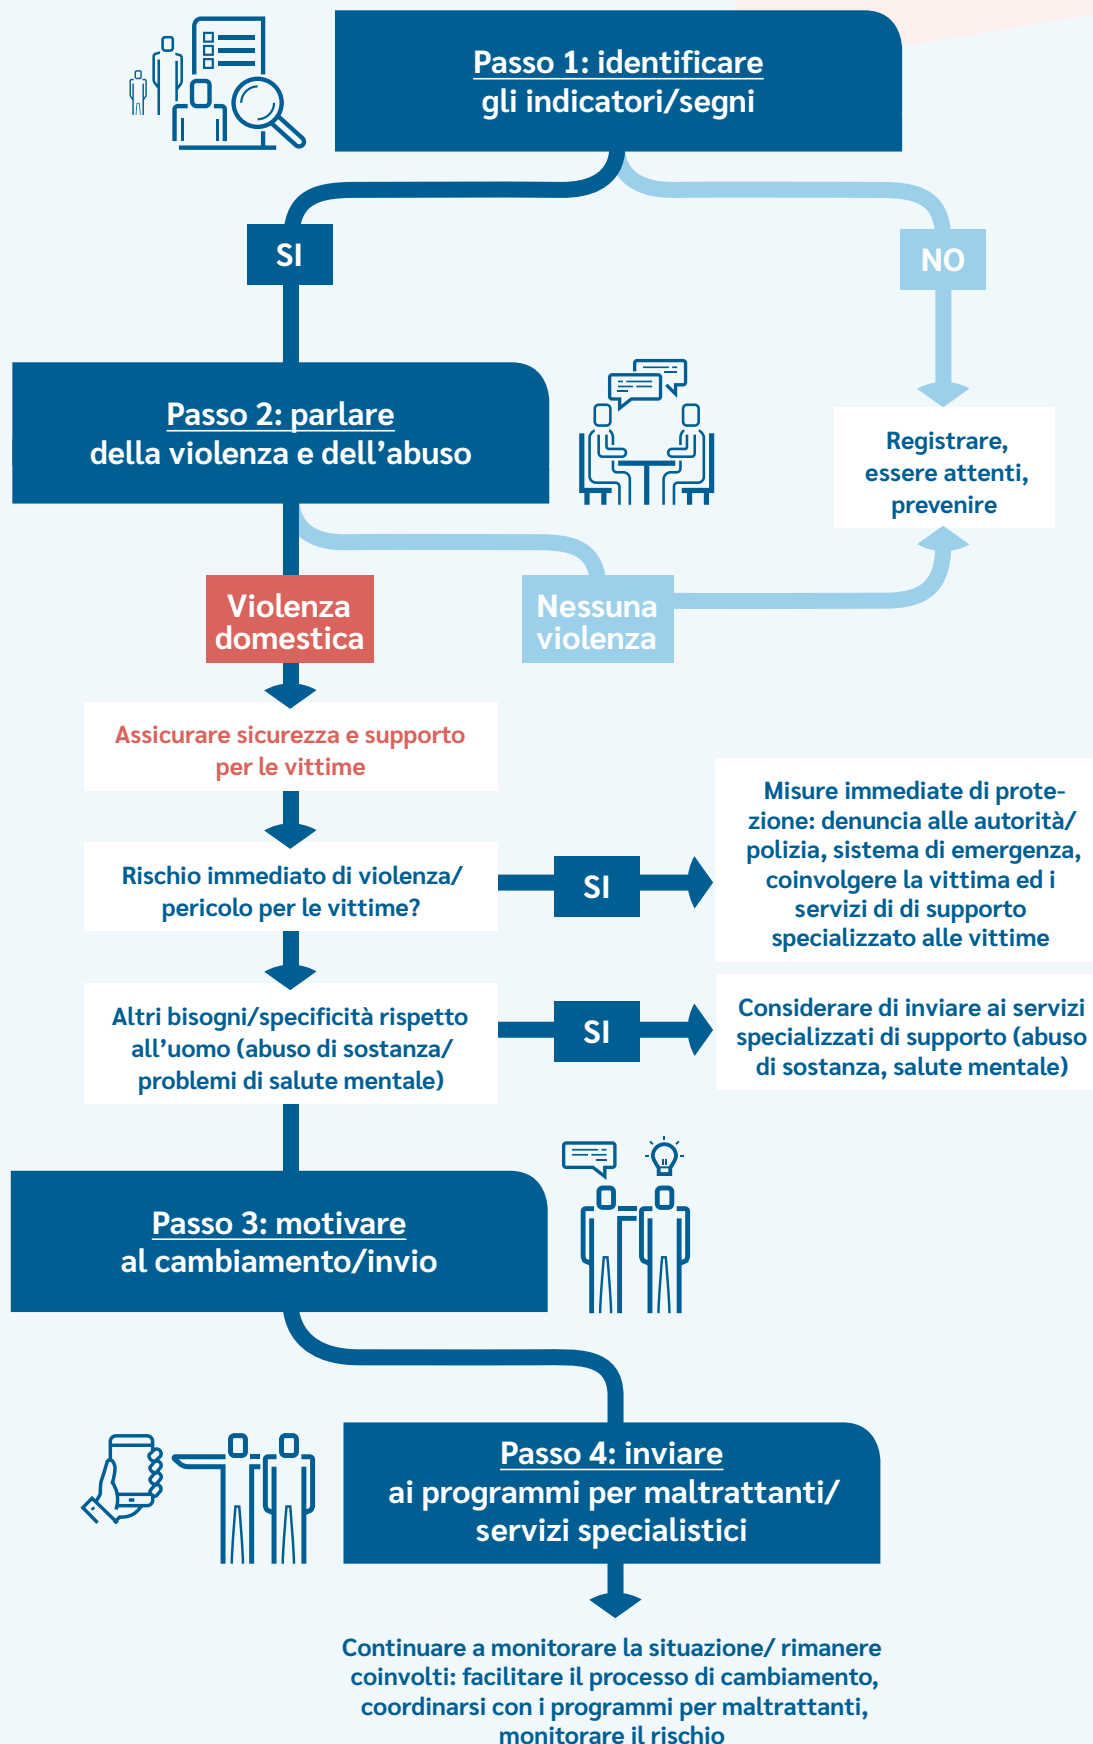 Passo 1: identificare
gli indicatori/segni
SI
NO
Passo 2: parlare
della violenza e dell’abuso
Registrare,
essere attenti,
prevenire
Violenza
domestica
Nessuna
violenza
Assicurare sicurezza e supporto
per le vittime
Rischio immediato di violenza/
pericolo per le vittime?
SI
Misure immediate di prote-
zione: denuncia alle autorità/
polizia, sistema di emergenza,
coinvolgere la vittima ed i
servizi di di supporto
specializzato alle vittime
Altri bisogni/specificità rispetto
all’uomo (abuso di sostanza/
problemi di salute mentale)
SI
Considerare di inviare ai servizi
specializzati di supporto (abuso
di sostanza, salute mentale)
Passo 3: motivare
al cambiamento/invio
Passo 4: inviare
ai programmi per maltrattanti/
servizi specialistici
Continuare a monitorare la situazione/ rimanere
coinvolti: facilitare il processo di cambiamento,
coordinarsi con i programmi per maltrattanti,
monitorare il rischio